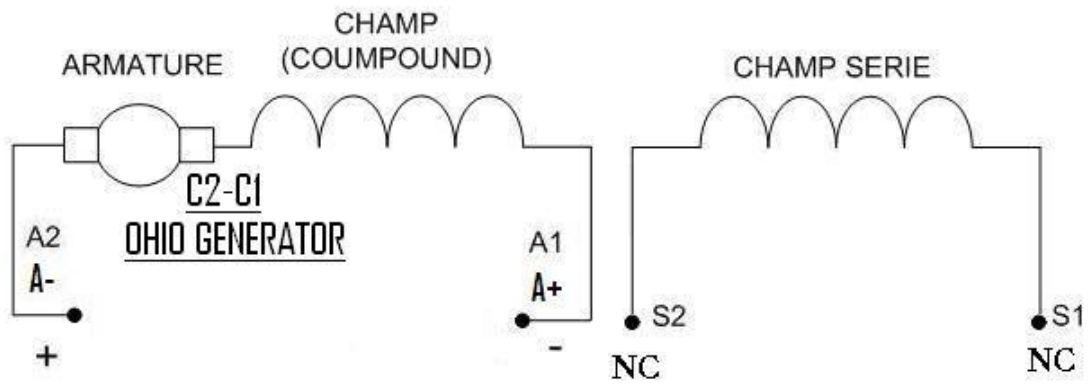 CHAMP
(COUMPOUND)
ARMATURE
CHAMP SERIE
C2-C1
OHIO GENERATOR
A2
A-
A1
A+
S2
S1
+
-
NC
NC